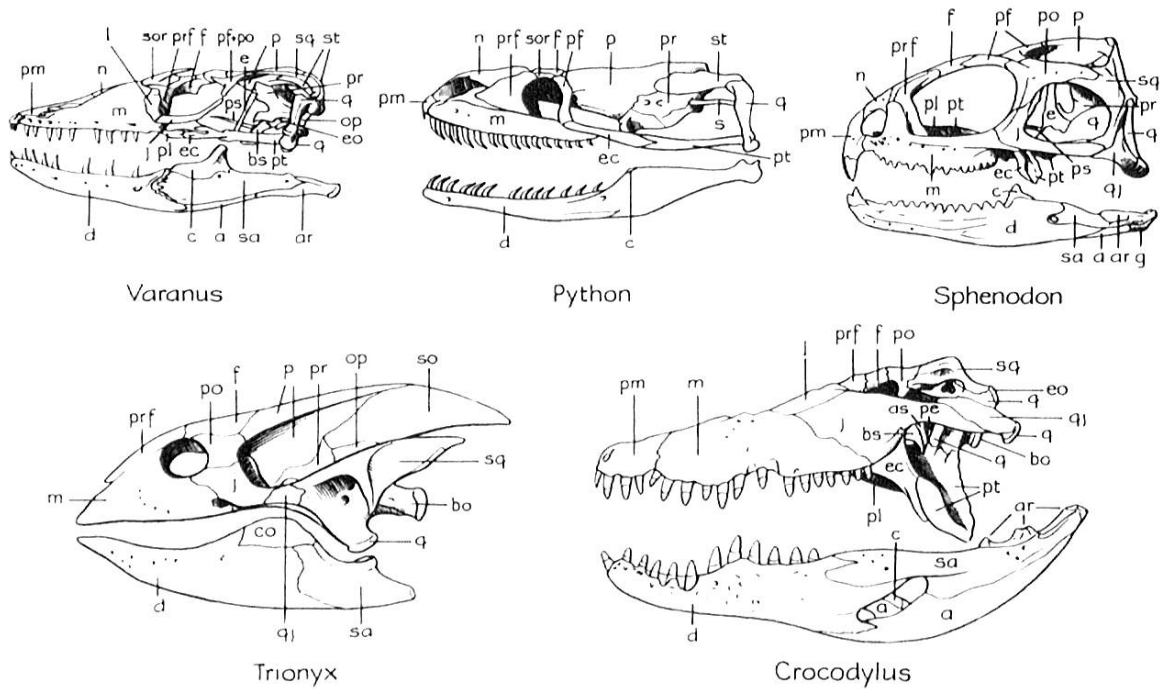 l sor prf f pf+po p sq st
e
pm n m ps pr q op
j pl ec bs pt q eo
d c a sa ar
Varanus
n prf sor f pf p pr st
pm m s q
ec pt
d c
Python
f pf po p
n prf pl pt e sq pr q
pm m ec pt ps qj
c
d sa a ar g
Sphenodon
prf po f p pr op so
m j sq
bo
co q
d qj sa
Trionyx
pm m l prf f po sq
eo
q
j as pe qj
bs q q
ec bo
pl pt
c ar
sa
d a a
Crocodylus